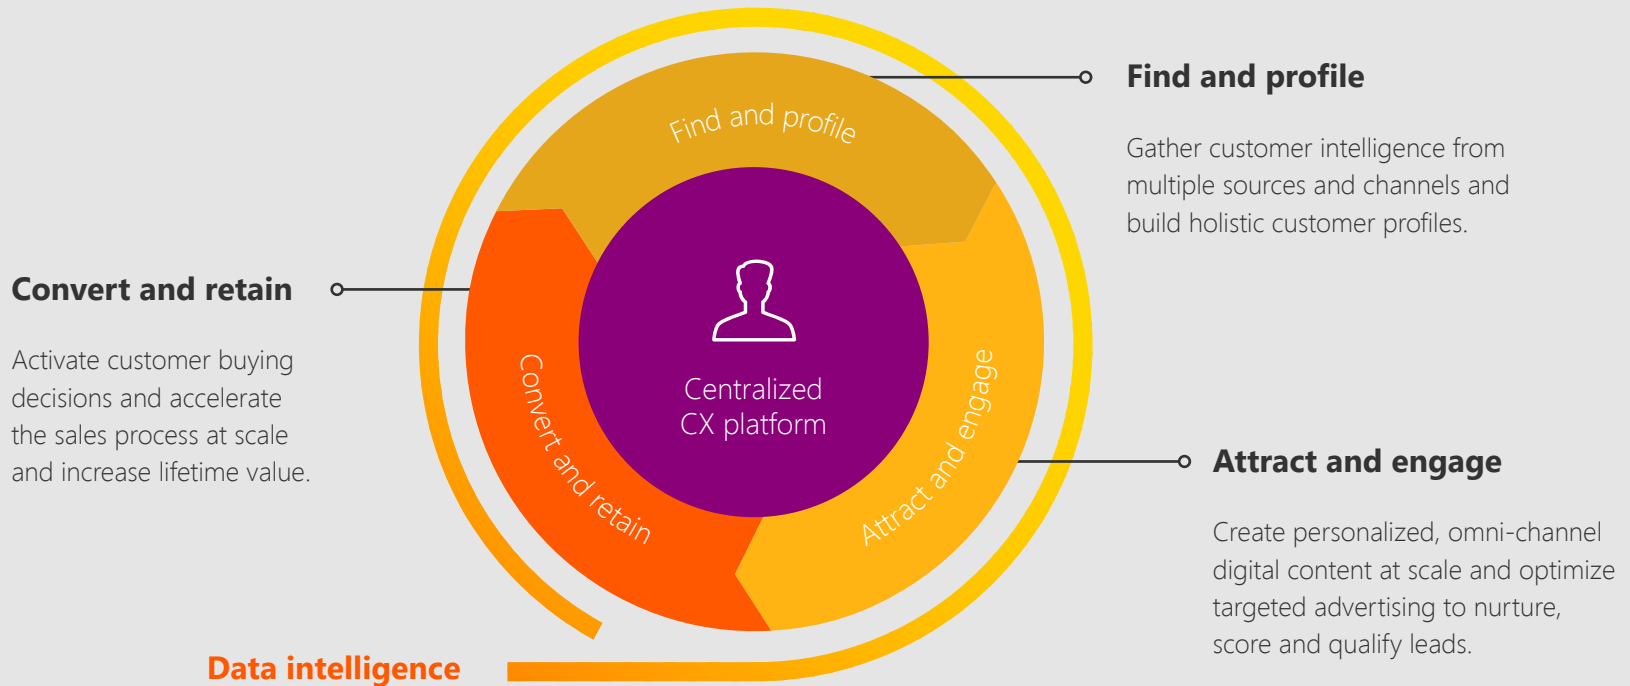 Find and profile
Gather customer intelligence from
multiple sources and channels and
build holistic customer profiles.
Find and profile
Convert and retain
Activate customer buying
decisions and accelerate
the sales process at scale
and increase lifetime value.
Centralized
CX platform
Convert and retain
Attract and engage
Attract and engage
Create personalized, omni-channel
digital content at scale and optimize
targeted advertising to nurture,
score and qualify leads.
Data intelligence